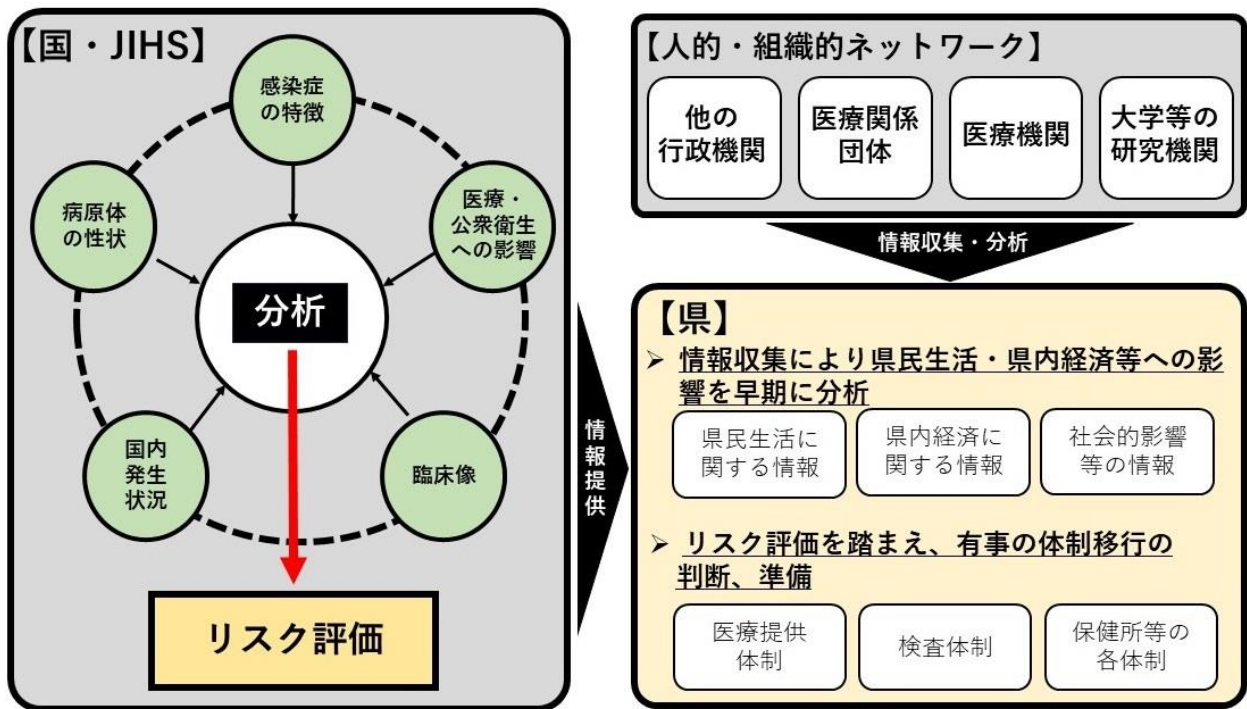 【国・JIHS】
感染症
の特徴
病原体
の性状
医療・
公衆衛生
への影響
分析
国内
発生
状況
臨床像
リスク評価
情報提供
【人的・組織的ネットワーク】
他の
行政機関
医療関係
団体
医療機関
大学等の
研究機関
情報収集・分析
【県】
➢ 情報収集により県民生活・県内経済等への影
響を早期に分析
県民生活に
関する情報
県内経済に
関する情報
社会的影響
等の情報
➢ リスク評価を踏まえ、有事の体制移行の
判断、準備
医療提供
体制
検査体制
保健所等の
各体制